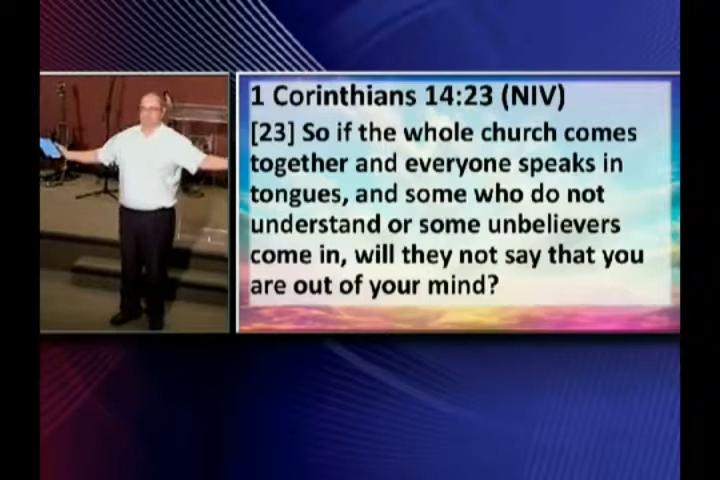 1 Corinthians 14:23 (NIV)
[23] So if the whole church comes
together and everyone speaks in
tongues, and some who do not
understand or some unbelievers
come in, will they not say that you
are out of your mind?